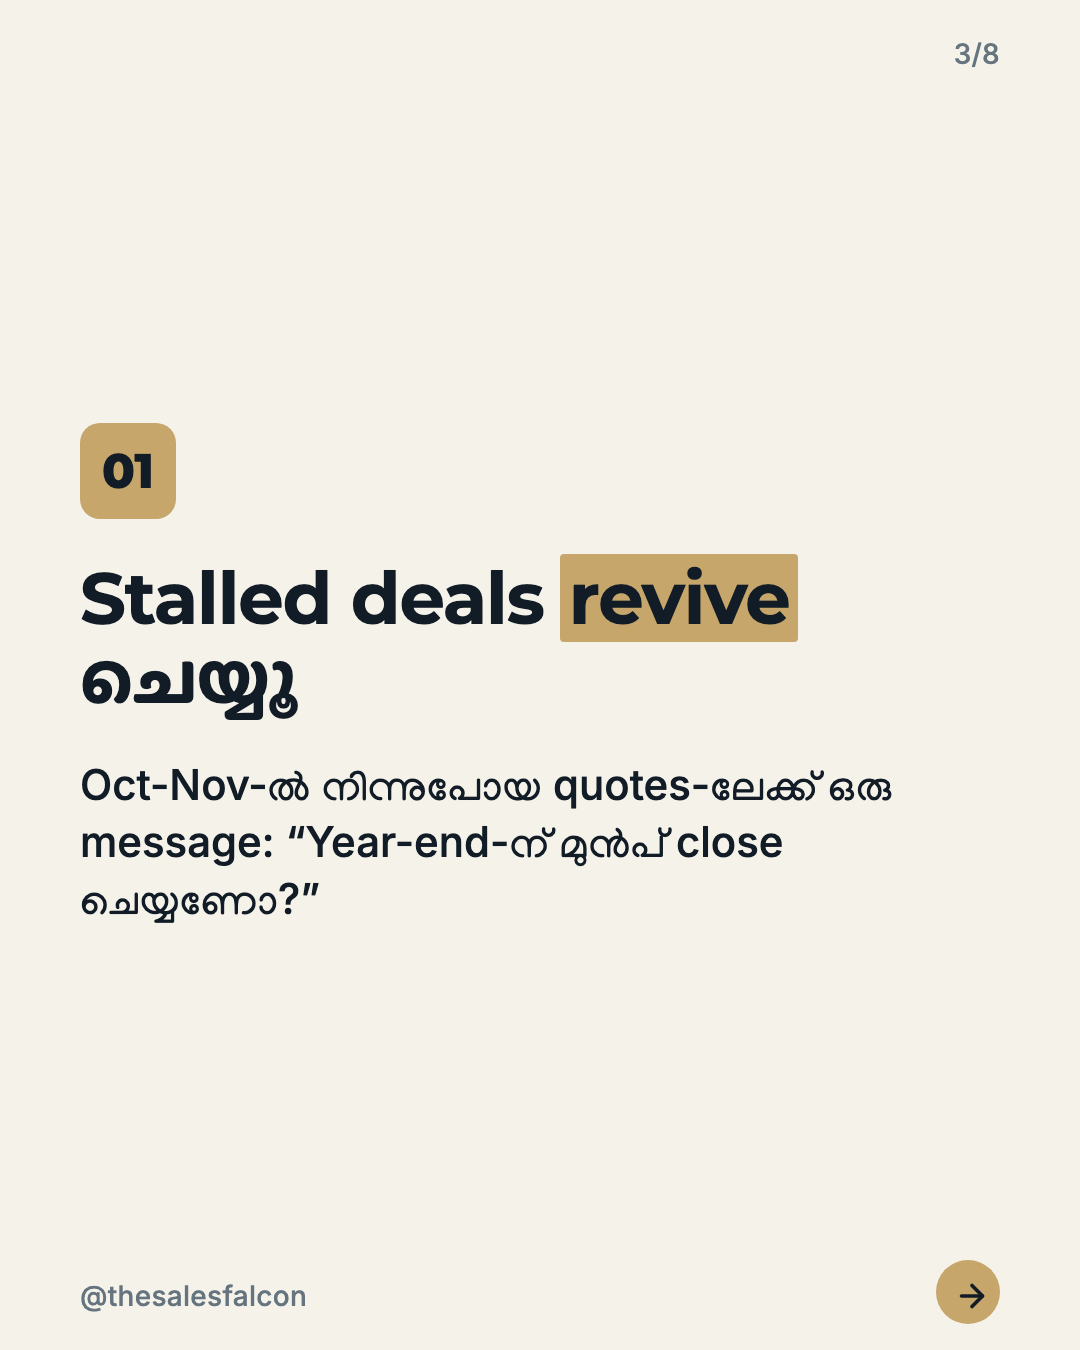 3/8
01
Stalled deals revive
ചെയ്യൂ
Oct-Nov-ൽ നിന്നുപോയ quotes-ലേക്ക് ഒരു
message: “Year-end-ന് മുൻപ് close
ചെയ്യണോ?”
@thesalesfalcon